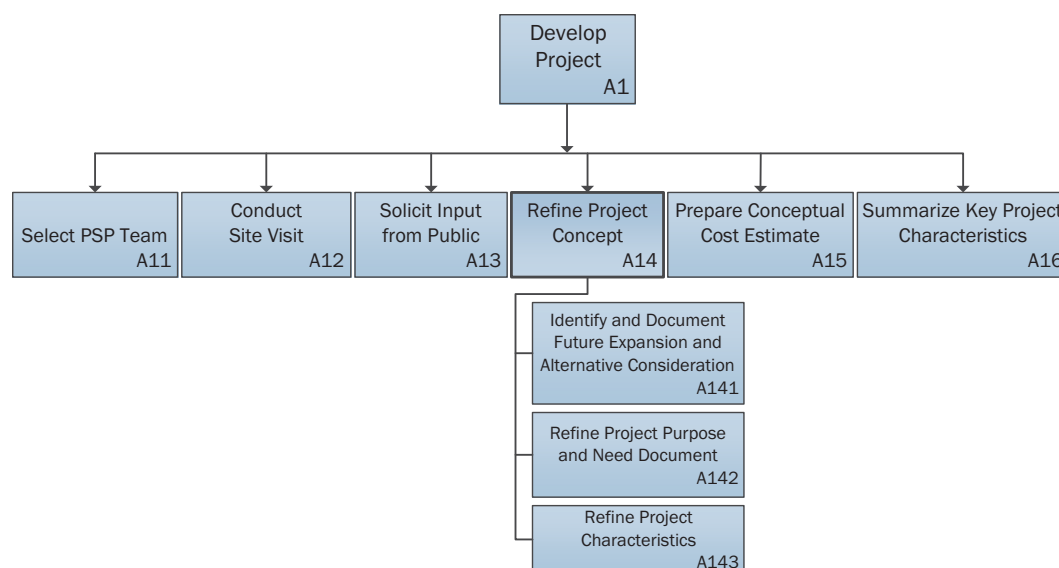 Develop
Project
A1
Select PSP Team
A11
Conduct
Site Visit
A12
Solicit Input
from Public
A13
Refine Project
Concept
A14
Prepare Conceptual
Cost Estimate
A15
Summarize Key Project
Characteristics
A16
Identify and Document
Future Expansion and
Alternative Consideration
A141
Refine Project Purpose
and Need Document
A142
Refine Project
Characteristics
A143